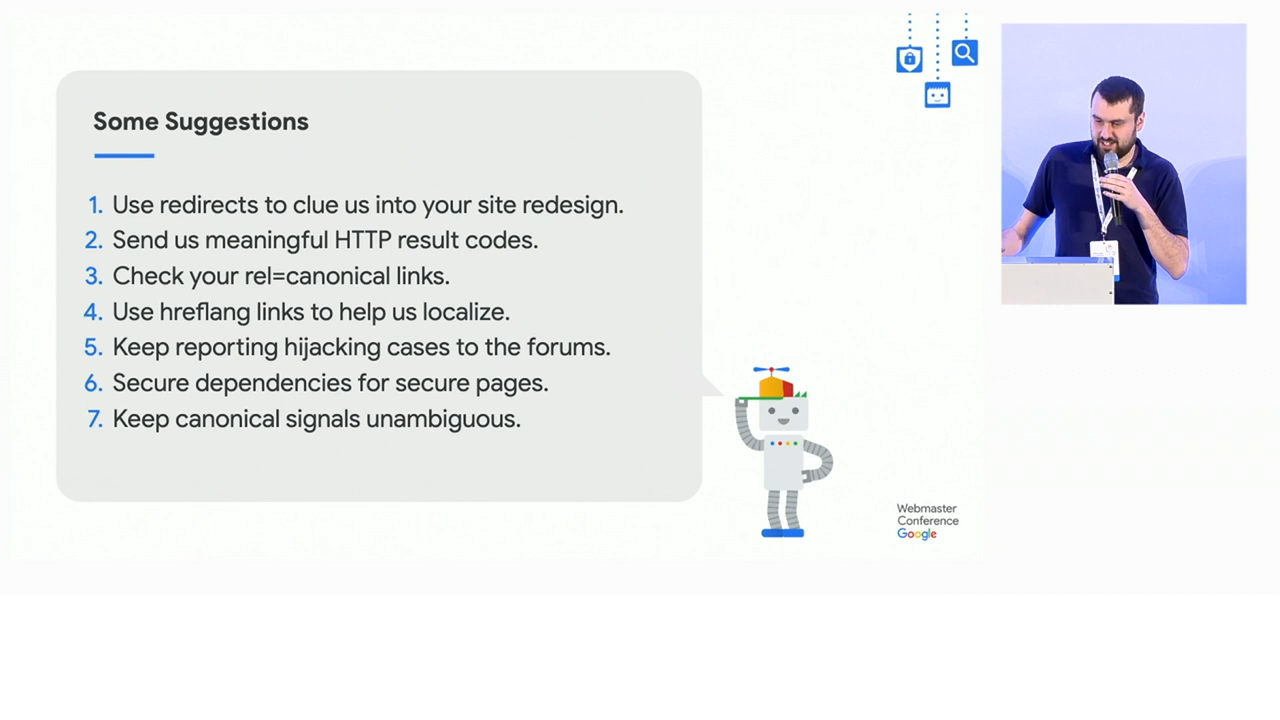 Some Suggestions
1. Use redirects to clue us into your site redesign.
2. Send us meaningful HTTP result codes.
3. Check your rel=canonical links.
4. Use hreflang links to help us localize.
5. Keep reporting hijacking cases to the forums.
6. Secure dependencies for secure pages.
7. Keep canonical signals unambiguous.
Webmaster
Conference
Google